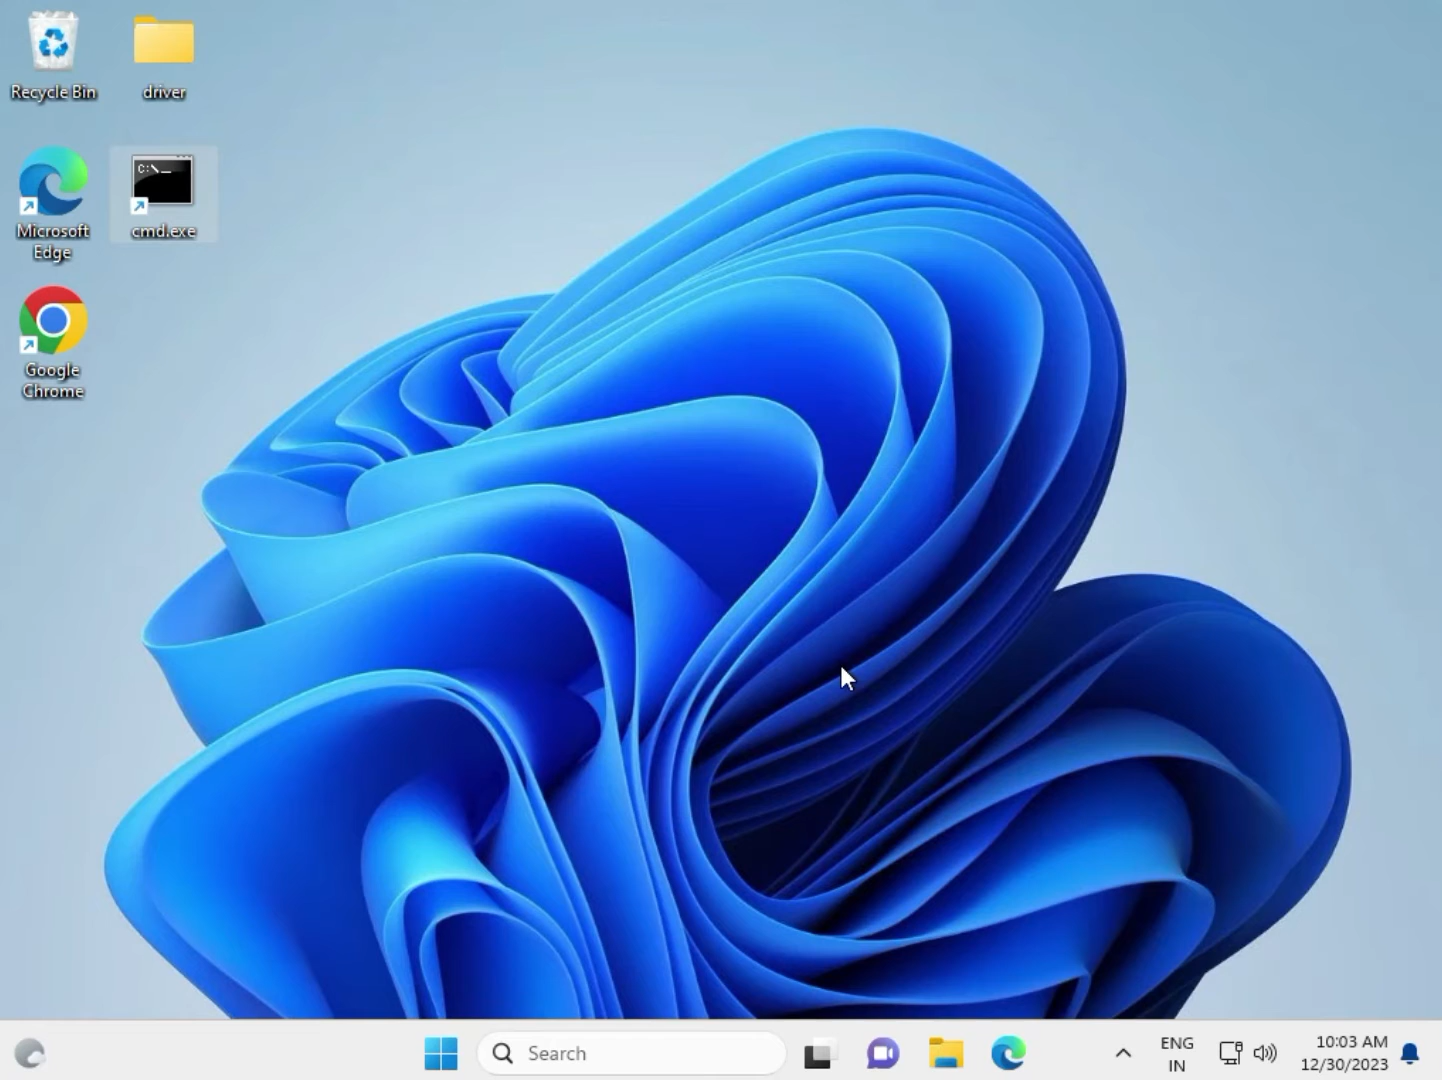 Recycle Bin
driver
C:\_
Microsoft
Edge
cmd.exe
Google
Chrome
Search
ENG
IN
10:03 AM
12/30/2023